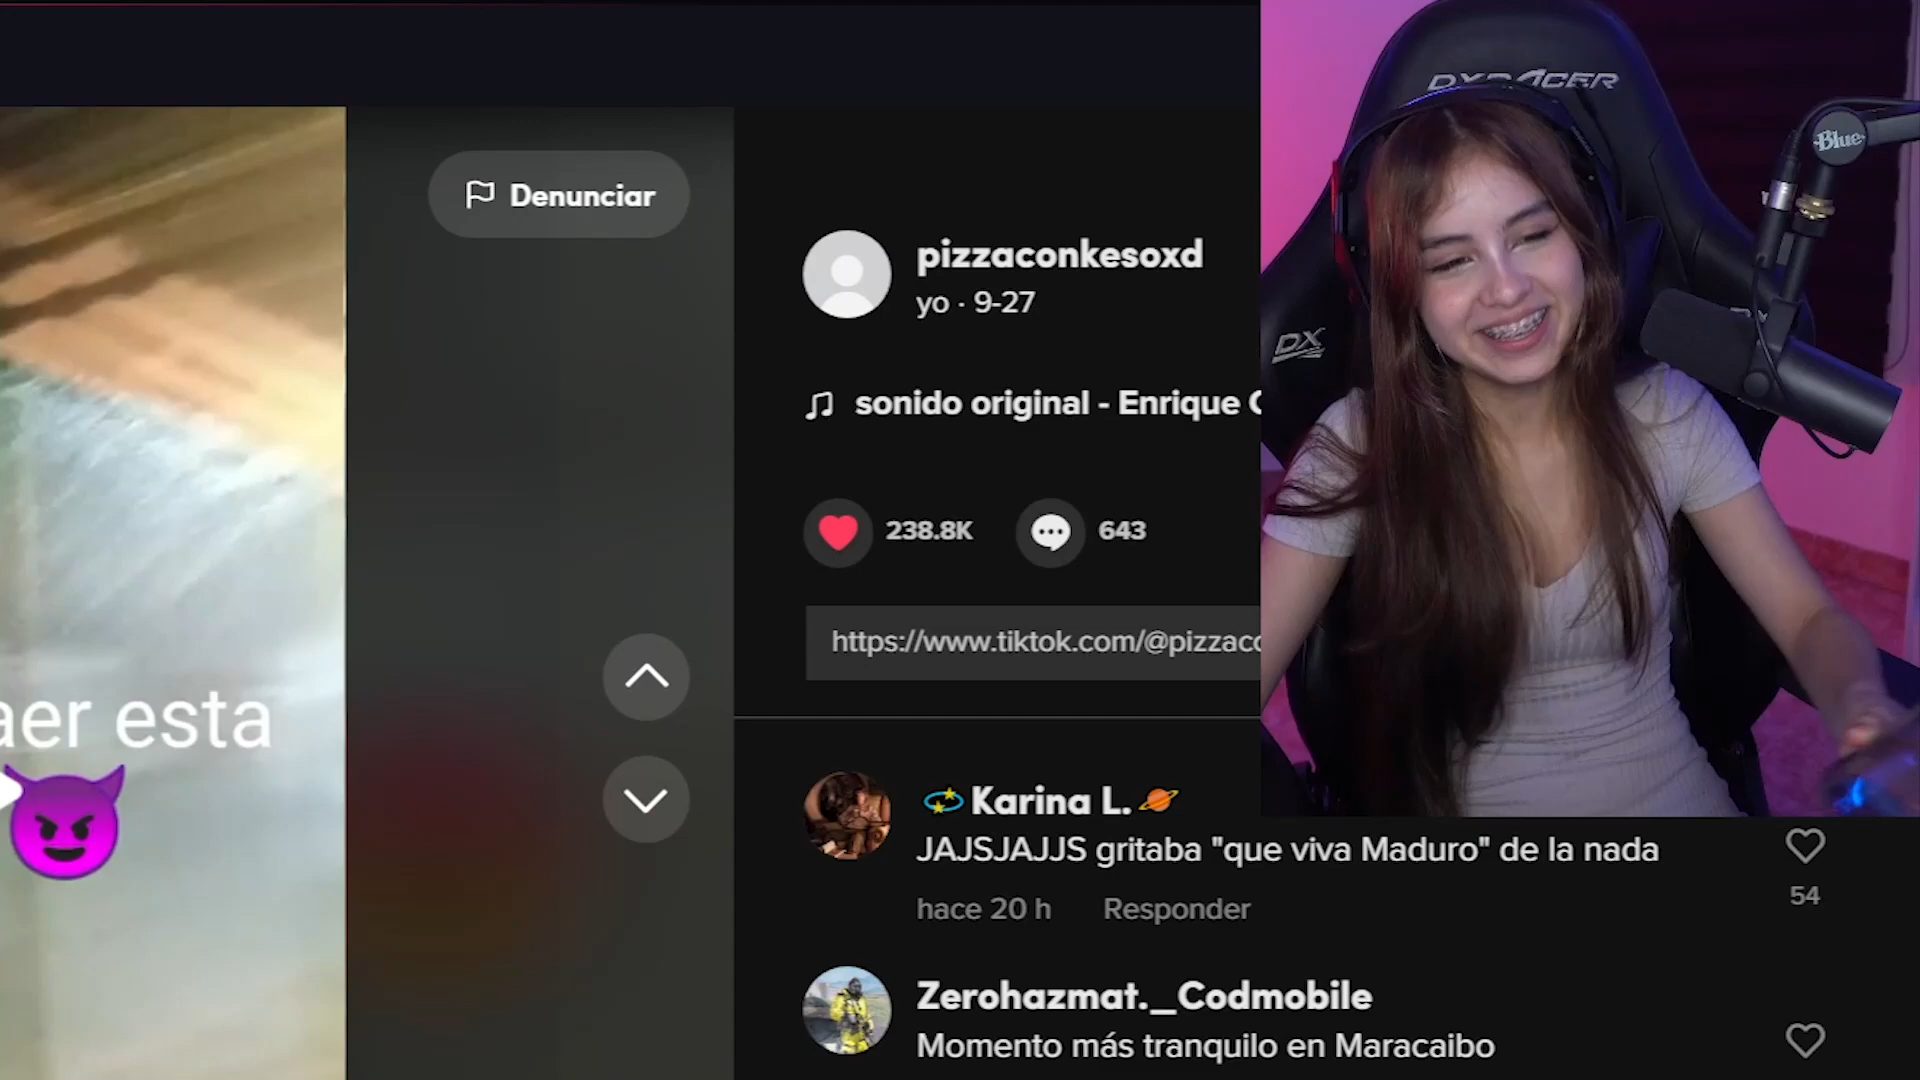 DXRACER
Blue
DX
Denunciar
pizzaconkesoxd
yo · 9-27
sonido original - Enrique
238.8K
643
https://www.tiktok.com/@pizzaco
aer esta
Karina L.
JAJSJAJJS gritaba "que viva Maduro" de la nada
hace 20 h Responder
54
Zerohazmat._Codmobile
Momento más tranquilo en Maracaibo